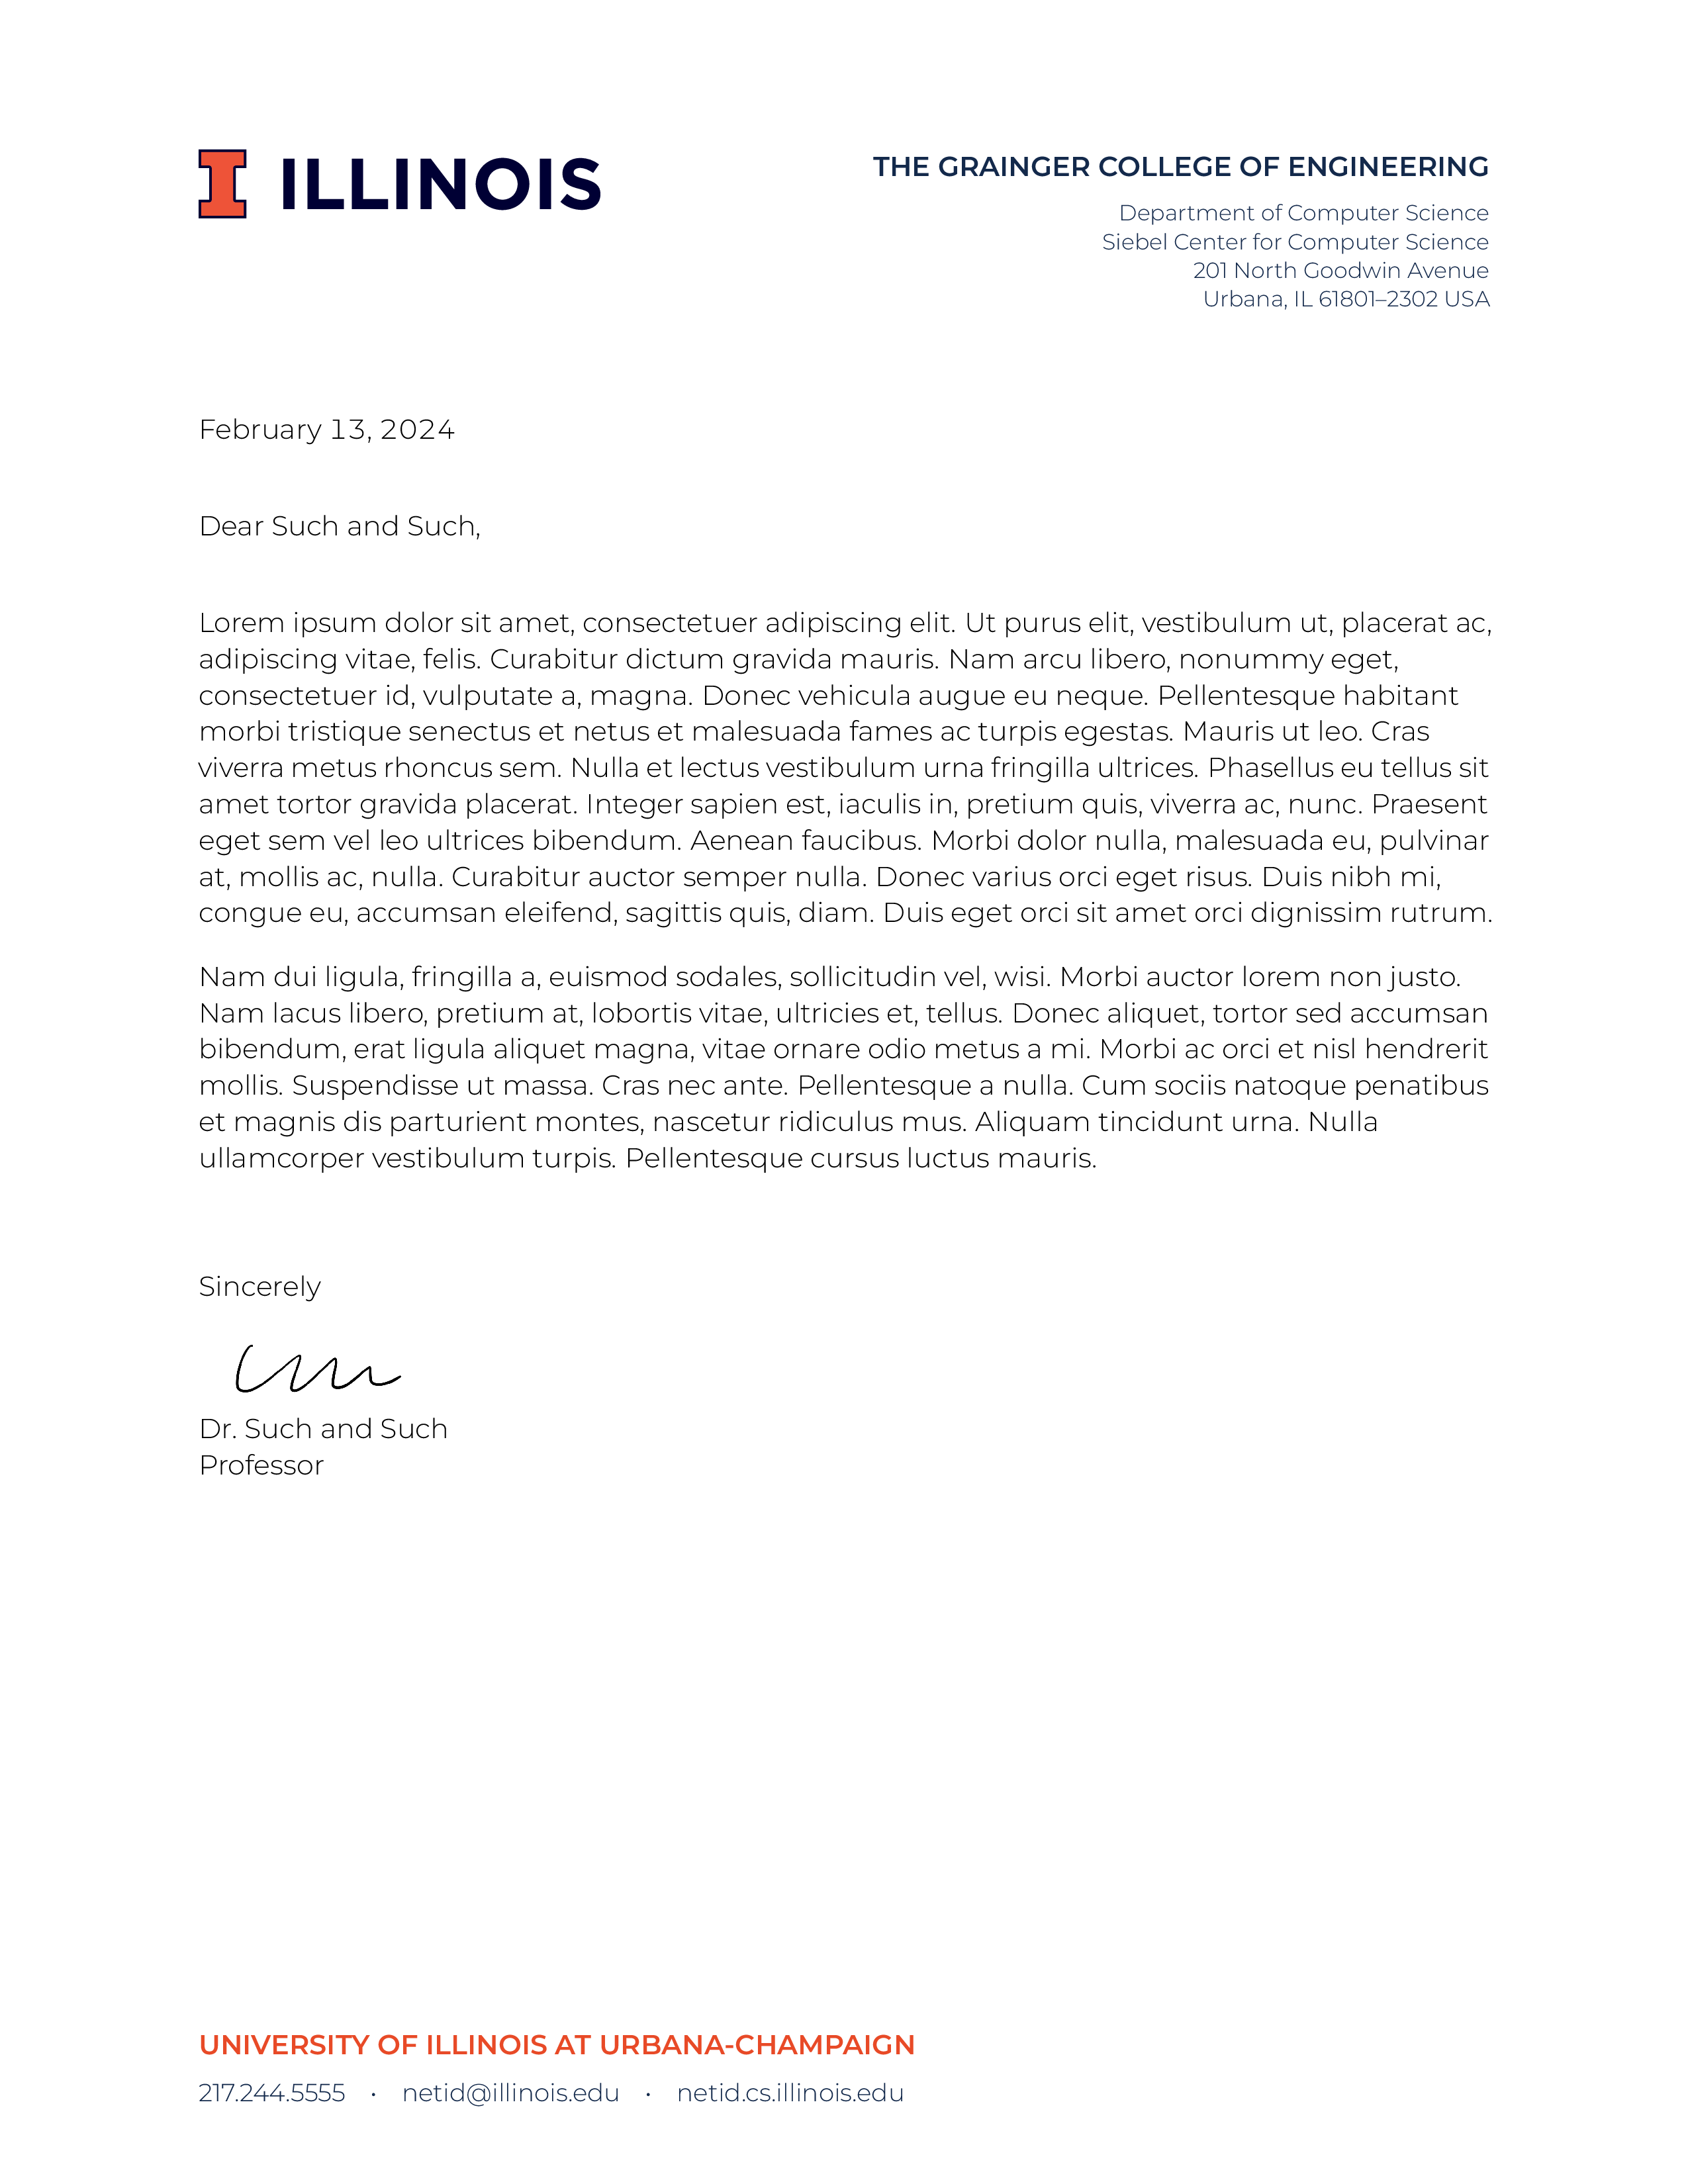 I ILLINOIS
THE GRAINGER COLLEGE OF ENGINEERING
Department of Computer Science
Siebel Center for Computer Science
201 North Goodwin Avenue
Urbana, IL 61801–2302 USA
February 13, 2024
Dear Such and Such,
Lorem ipsum dolor sit amet, consectetuer adipiscing elit. Ut purus elit, vestibulum ut, placerat ac,
adipiscing vitae, felis. Curabitur dictum gravida mauris. Nam arcu libero, nonummy eget,
consectetuer id, vulputate a, magna. Donec vehicula augue eu neque. Pellentesque habitant
morbi tristique senectus et netus et malesuada fames ac turpis egestas. Mauris ut leo. Cras
viverra metus rhoncus sem. Nulla et lectus vestibulum urna fringilla ultrices. Phasellus eu tellus sit
amet tortor gravida placerat. Integer sapien est, iaculis in, pretium quis, viverra ac, nunc. Praesent
eget sem vel leo ultrices bibendum. Aenean faucibus. Morbi dolor nulla, malesuada eu, pulvinar
at, mollis ac, nulla. Curabitur auctor semper nulla. Donec varius orci eget risus. Duis nibh mi,
congue eu, accumsan eleifend, sagittis quis, diam. Duis eget orci sit amet orci dignissim rutrum.
Nam dui ligula, fringilla a, euismod sodales, sollicitudin vel, wisi. Morbi auctor lorem non justo.
Nam lacus libero, pretium at, lobortis vitae, ultricies et, tellus. Donec aliquet, tortor sed accumsan
bibendum, erat ligula aliquet magna, vitae ornare odio metus a mi. Morbi ac orci et nisl hendrerit
mollis. Suspendisse ut massa. Cras nec ante. Pellentesque a nulla. Cum sociis natoque penatibus
et magnis dis parturient montes, nascetur ridiculus mus. Aliquam tincidunt urna. Nulla
ullamcorper vestibulum turpis. Pellentesque cursus luctus mauris.
Sincerely
Dr. Such and Such
Professor
UNIVERSITY OF ILLINOIS AT URBANA-CHAMPAIGN
217.244.5555 • netid@illinois.edu • netid.cs.illinois.edu